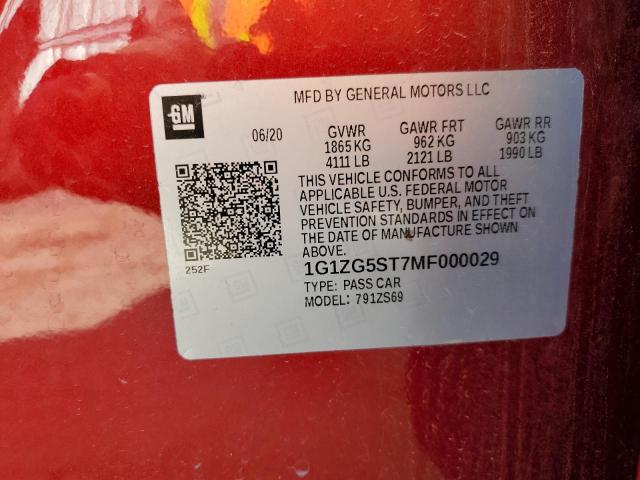 MFD BY GENERAL MOTORS LLC
GM
06/20 GVWR GAWR FRT GAWR RR
1865 KG 962 KG 903 KG
4111 LB 2121 LB 1990 LB
THIS VEHICLE CONFORMS TO ALL
APPLICABLE U.S. FEDERAL MOTOR
VEHICLE SAFETY, BUMPER, AND THEFT
PREVENTION STANDARDS IN EFFECT ON
THE DATE OF MANUFACTURE SHOWN
ABOVE.
252F
1G1ZG5ST7MF000029
TYPE: PASS CAR
MODEL: 791ZS69